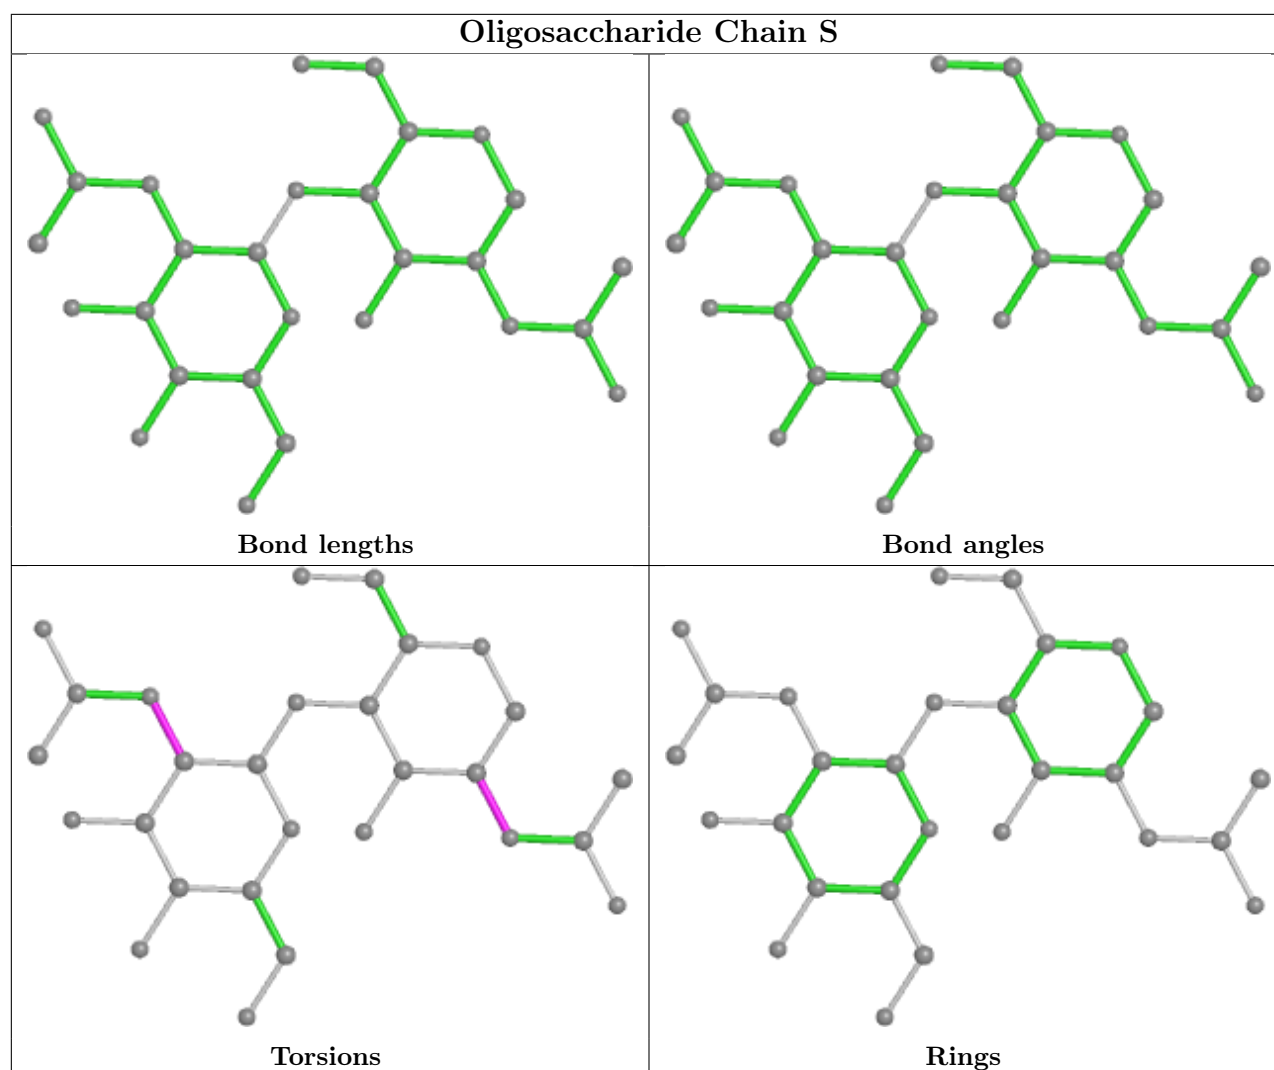 Oligosaccharide Chain S
Bond lengths
Bond angles
Torsions
Rings